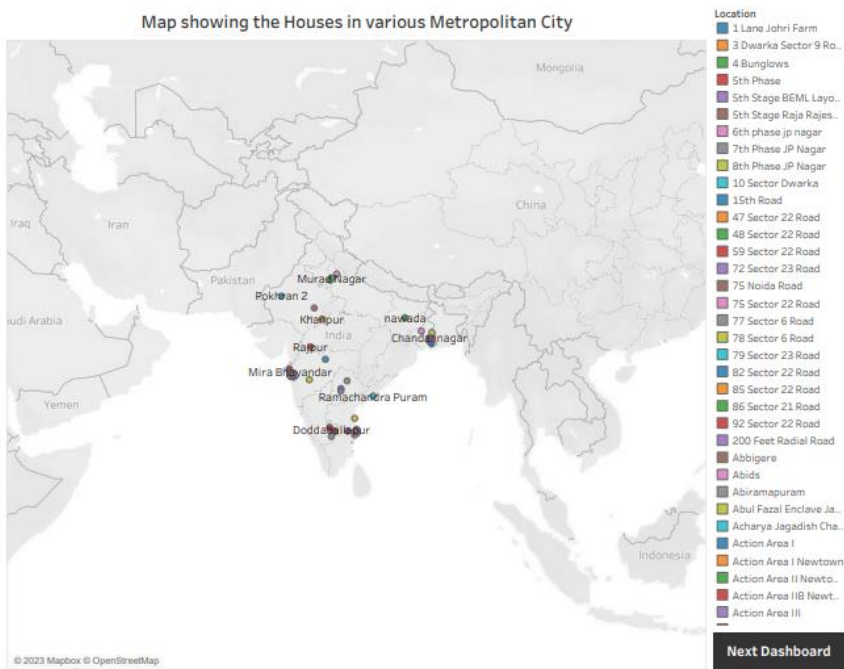 Map showing the Houses in various Metropolitan City
Mongolia
China
Iraq
Iran
Pakistan
Murad Nagar
Pokhran 2
Khanpur
nawada
India
Chandannagar
Rajpur
Mira Bhayandar
Ramachandra Puram
Yemen
Indonesia
© 2023 Mapbox © OpenStreetMap
Location
1 Lane Johri Farm
3 Dwarka Sector 9 Ro..
4 Bunglows
5th Phase
5th Stage BEML Layo..
5th Stage Raja Rajes..
6th phase jp nagar
7th Phase JP Nagar
8th Phase JP Nagar
10 Sector Dwarka
15th Road
47 Sector 22 Road
48 Sector 22 Road
59 Sector 22 Road
72 Sector 23 Road
75 Noida Road
75 Sector 22 Road
77 Sector 6 Road
78 Sector 6 Road
79 Sector 23 Road
82 Sector 22 Road
85 Sector 22 Road
86 Sector 21 Road
92 Sector 22 Road
200 Feet Radial Road
Abbigere
Abids
Abiramapuram
Abul Fazal Enclave Ja..
Acharya Jagadish Cha..
Action Area I
Action Area I Newtown
Action Area II Newto..
Action Area IIB Newt..
Action Area III
Next Dashboard